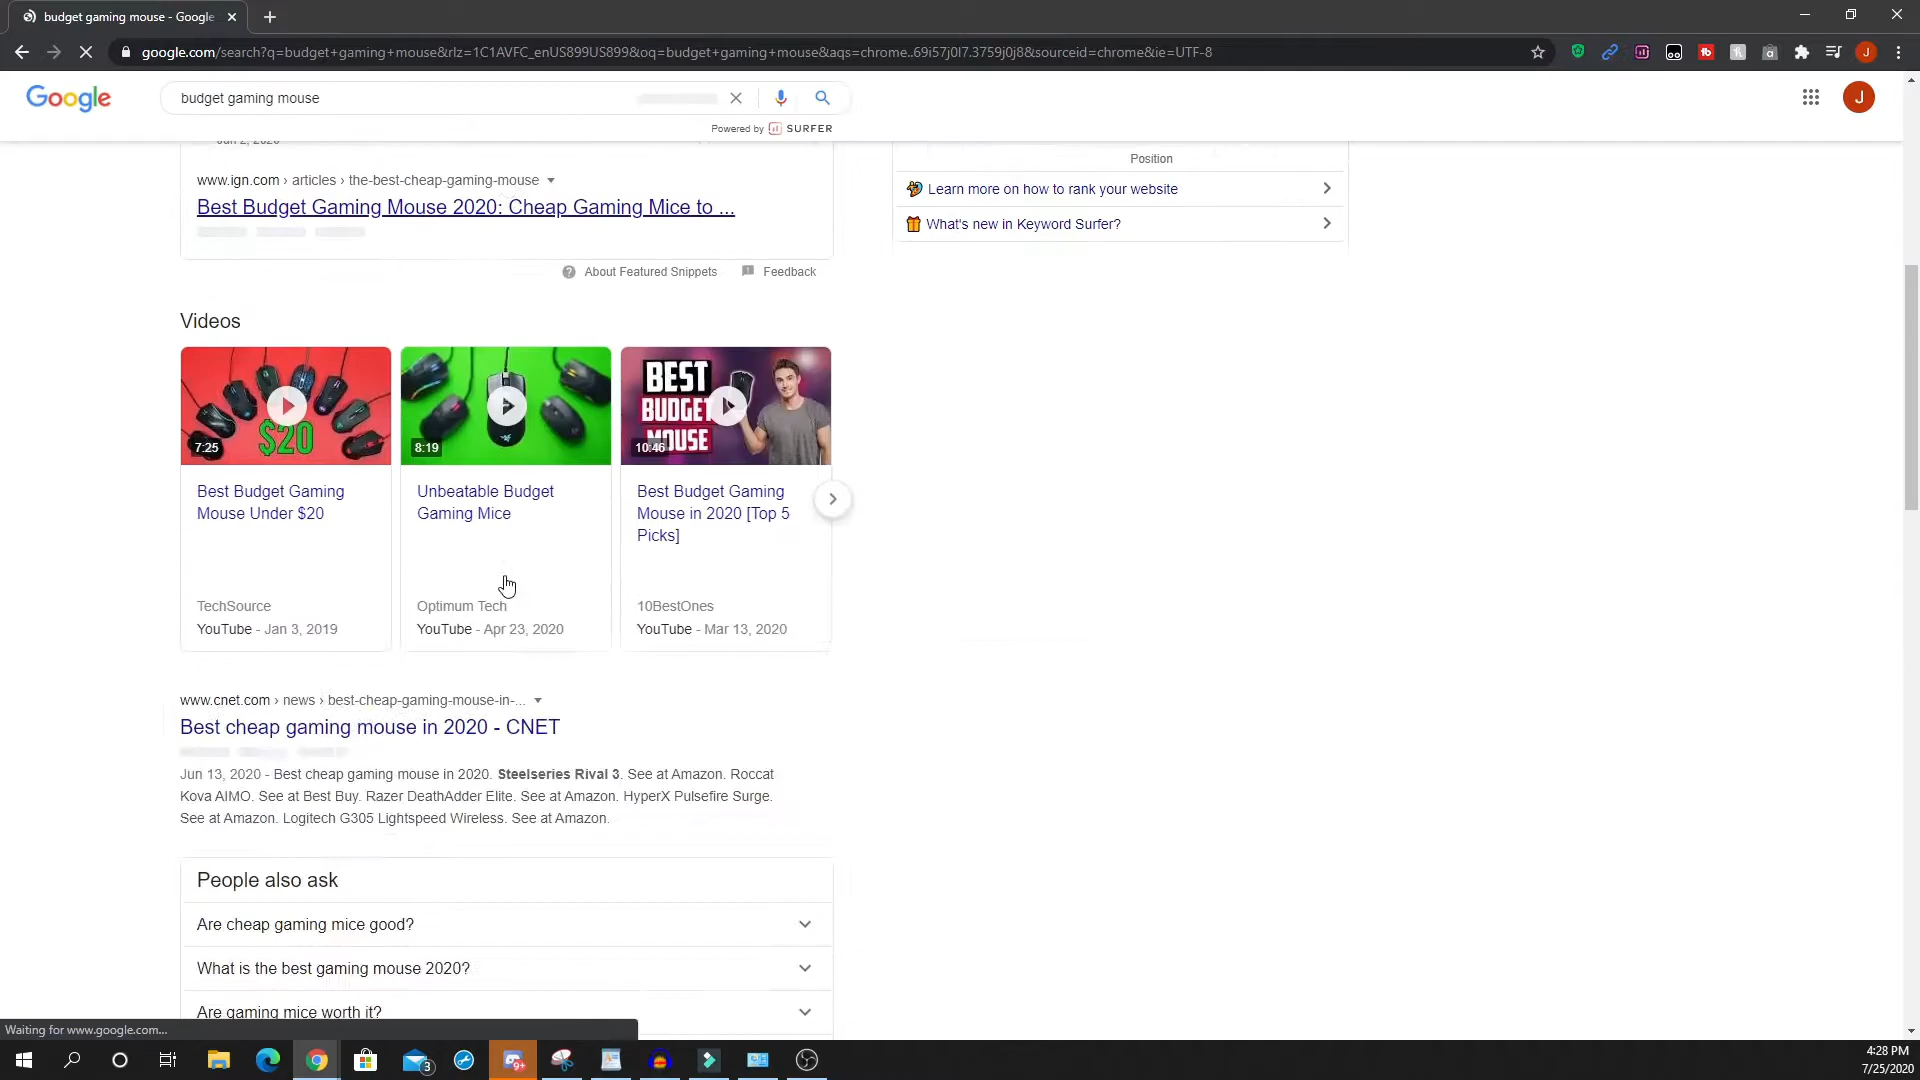 budget gaming mouse - Google
google.com/search?q=budget+gaming+mouse&rlz=1C1AVFC_enUS899US899&oq=budget+gaming+mouse&aqs=chrome..69i57j0l7.3759j0j8&sourceid=chrome&ie=UTF-8
Google
budget gaming mouse
J
Powered by SURFER
Jun 2, 2020
www.ign.com › articles › the-best-cheap-gaming-mouse
Best Budget Gaming Mouse 2020: Cheap Gaming Mice to ...
About Featured Snippets
Feedback
Position
Learn more on how to rank your website
What's new in Keyword Surfer?
Videos
$20
7:25
Best Budget Gaming
Mouse Under $20
TechSource
YouTube - Jan 3, 2019
8:19
Unbeatable Budget
Gaming Mice
Optimum Tech
YouTube - Apr 23, 2020
BEST
BUDGET
MOUSE
10:46
Best Budget Gaming
Mouse in 2020 [Top 5
Picks]
10BestOnes
YouTube - Mar 13, 2020
www.cnet.com › news › best-cheap-gaming-mouse-in-...
Best cheap gaming mouse in 2020 - CNET
Jun 13, 2020 - Best cheap gaming mouse in 2020. Steelseries Rival 3. See at Amazon. Roccat
Kova AIMO. See at Best Buy. Razer DeathAdder Elite. See at Amazon. HyperX Pulsefire Surge.
See at Amazon. Logitech G305 Lightspeed Wireless. See at Amazon.
People also ask
Are cheap gaming mice good?
What is the best gaming mouse 2020?
Are gaming mice worth it?
Waiting for www.google.com...
3
9+
4:28 PM
7/25/2020